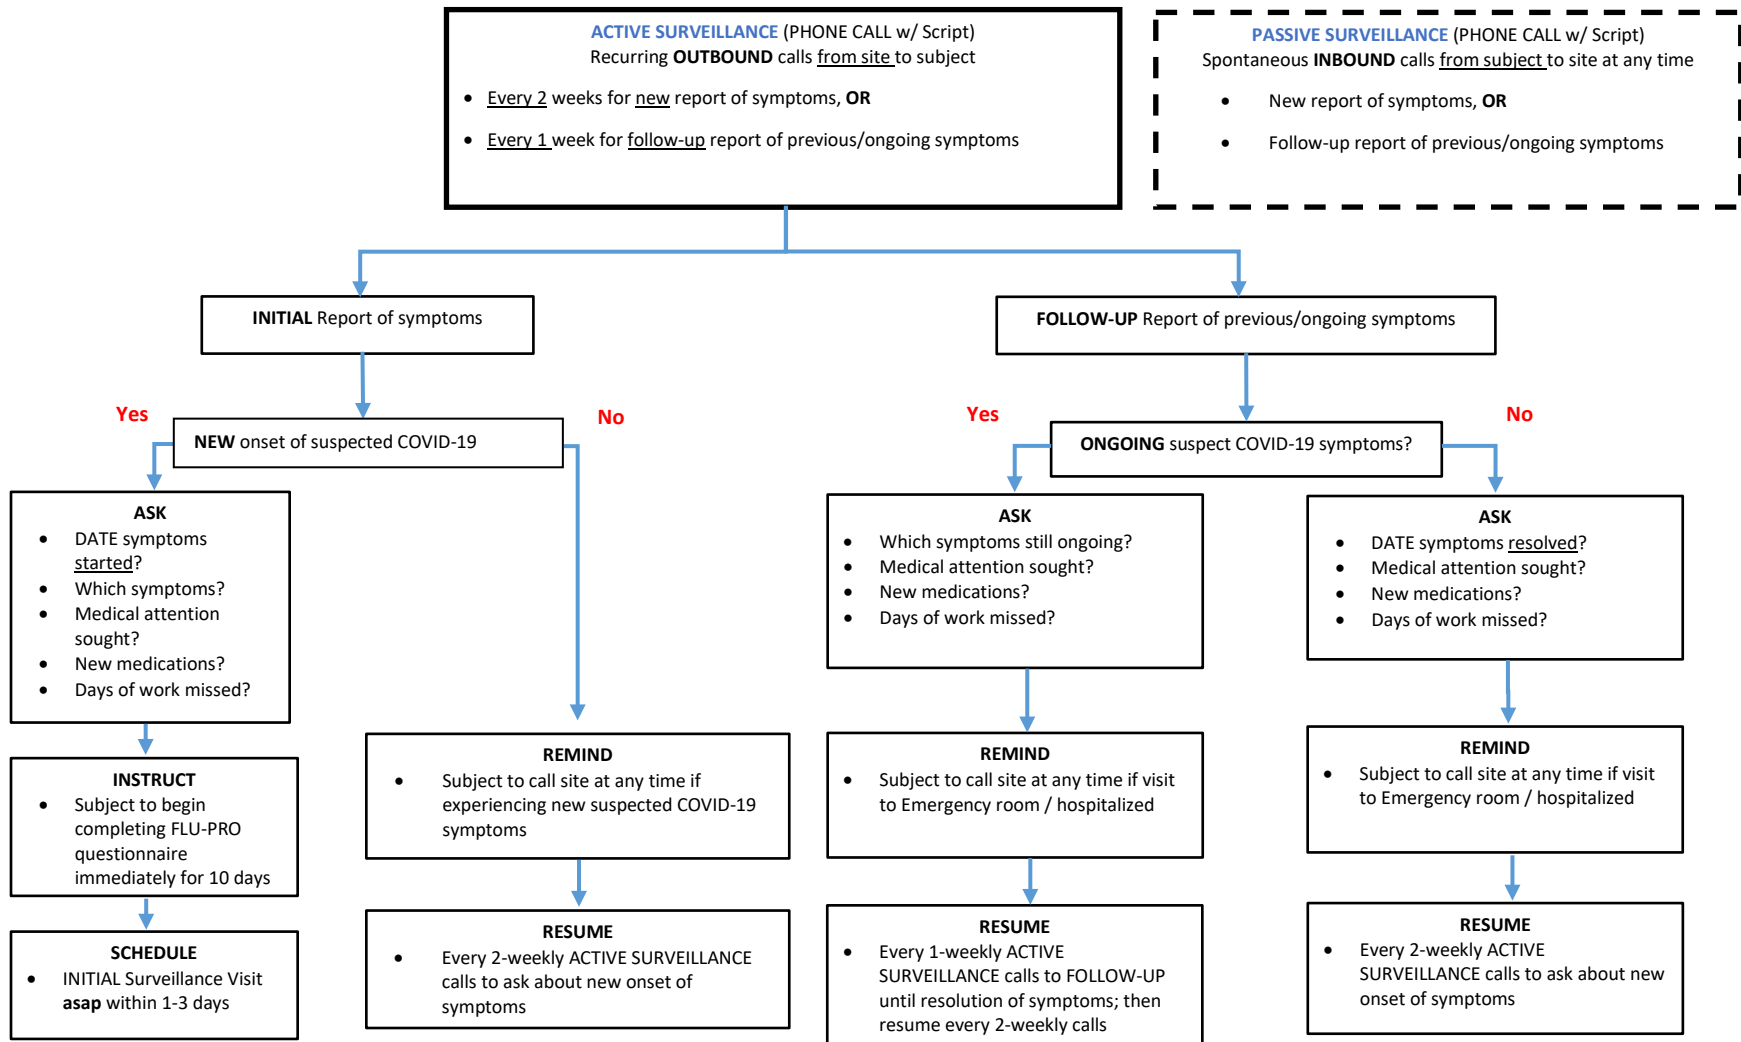 ACTIVE SURVEILLANCE (PHONE CALL w/ Script)
Recurring OUTBOUND calls from site to subject
• Every 2 weeks for new report of symptoms, OR
• Every 1 week for follow-up report of previous/ongoing symptoms
PASSIVE SURVEILLANCE (PHONE CALL w/ Script)
Spontaneous INBOUND calls from subject to site at any time
• New report of symptoms, OR
• Follow-up report of previous/ongoing symptoms
INITIAL Report of symptoms
FOLLOW-UP Report of previous/ongoing symptoms
Yes
No
NEW onset of suspected COVID-19
Yes
No
ONGOING suspect COVID-19 symptoms?
ASK
• DATE symptoms
started?
• Which symptoms?
• Medical attention
sought?
• New medications?
• Days of work missed?
ASK
• Which symptoms still ongoing?
• Medical attention sought?
• New medications?
• Days of work missed?
ASK
• DATE symptoms resolved?
• Medical attention sought?
• New medications?
• Days of work missed?
INSTRUCT
• Subject to begin
completing FLU-PRO
questionnaire
immediately for 10 days
REMIND
• Subject to call site at any time if
experiencing new suspected COVID-19
symptoms
REMIND
• Subject to call site at any time if visit
to Emergency room / hospitalized
REMIND
• Subject to call site at any time if visit
to Emergency room / hospitalized
SCHEDULE
• INITIAL Surveillance Visit
asap within 1-3 days
RESUME
• Every 2-weekly ACTIVE SURVEILLANCE
calls to ask about new onset of
symptoms
RESUME
• Every 1-weekly ACTIVE
SURVEILLANCE calls to FOLLOW-UP
until resolution of symptoms; then
resume every 2-weekly calls
RESUME
• Every 2-weekly ACTIVE
SURVEILLANCE calls to ask about new
onset of symptoms